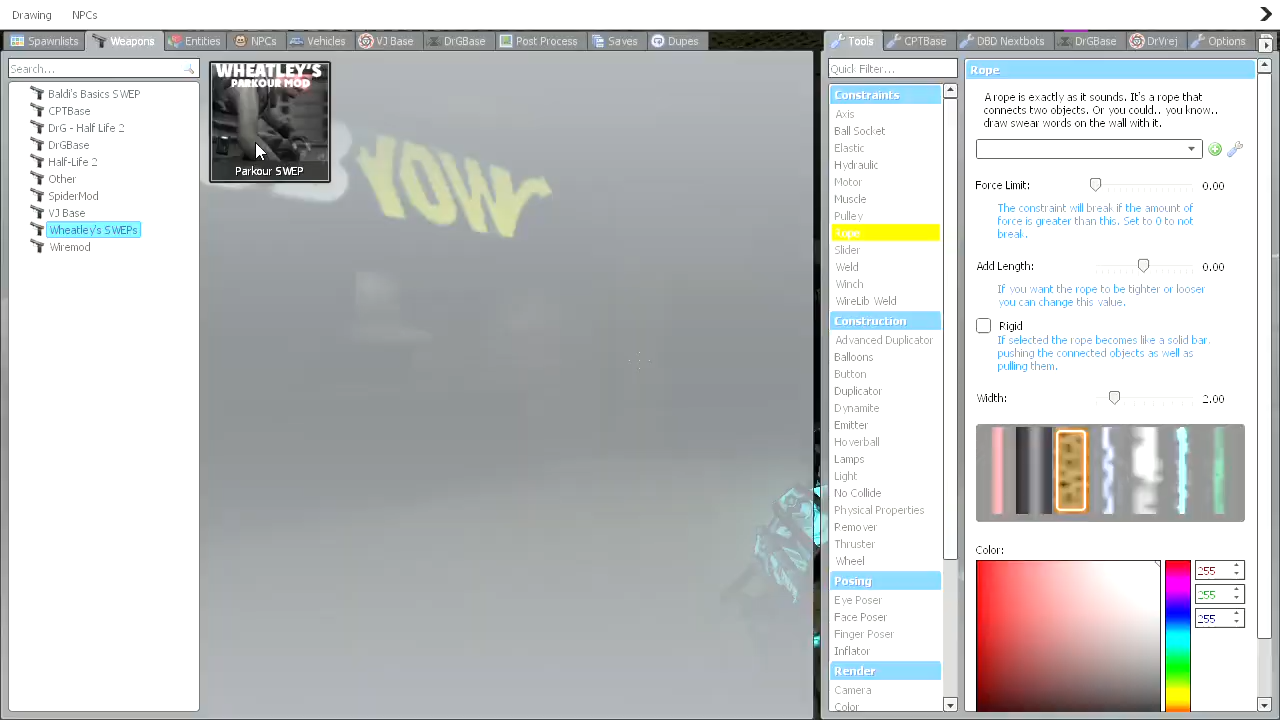 Drawing NPCs
Spawnlists Weapons Entities NPCs Vehicles VJ Base DrGBase Post Process Saves Dupes
Tools CPTBase DBD Nextbots DrGBase DrVrej Options
Search...
Baldi's Basics SWEP
CPTBase
DrG - Half Life 2
DrGBase
Half-Life 2
Other
SpiderMod
VJ Base
Wheatley's SWEPs
Wiremod
WHEATLEY'S
PARKOUR MOD
Parkour SWEP
Quick Filter...
Constraints
Axis
Ball Socket
Elastic
Hydraulic
Motor
Muscle
Pulley
Rope
Slider
Weld
Winch
WireLib Weld
Construction
Advanced Duplicator
Balloons
Button
Duplicator
Dynamite
Emitter
Hoverball
Lamps
Light
No Collide
Physical Properties
Remover
Thruster
Wheel
Posing
Eye Poser
Face Poser
Finger Poser
Inflator
Render
Camera
Color
Rope
A rope is exactly as it sounds. It's a rope that
connects two objects. Or you could.. you know..
draw swear words on the wall with it.
Force Limit: 0.00
The constraint will break if the amount of
force is greater than this. Set to 0 to not
break.
Add Length: 0.00
If you want the rope to be tighter or looser
you can change this value.
Rigid
If selected the rope becomes like a solid bar,
pushing the connected objects as well as
pulling them.
Width: 2.00
Color:
255
255
255